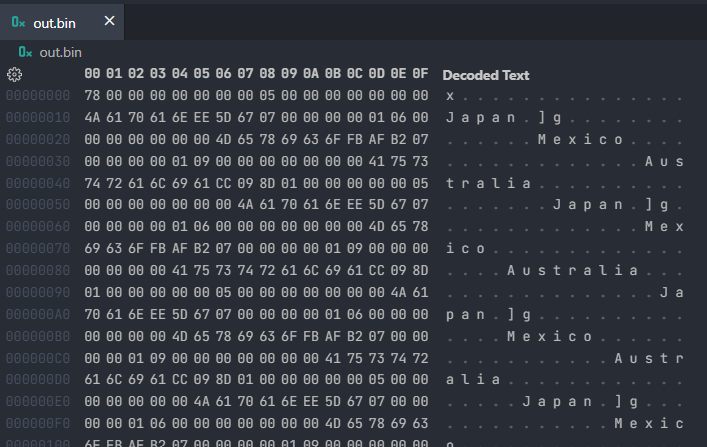 out.bin ×
out.bin
00 01 02 03 04 05 06 07 08 09 0A 0B 0C 0D 0E 0F Decoded Text
00000000 78 00 00 00 00 00 00 00 05 00 00 00 00 00 00 00 x . . . . . . . . . . . . . . .
00000010 4A 61 70 61 6E EE 5D 67 07 00 00 00 00 01 06 00 J a p a n . ] g . . . . . . . .
00000020 00 00 00 00 00 00 4D 65 78 69 63 6F FB AF B2 07 . . . . . . M e x i c o . . . .
00000030 00 00 00 00 01 09 00 00 00 00 00 00 00 41 75 73 . . . . . . . . . . . . . A u s
00000040 74 72 61 6C 69 61 CC 09 8D 01 00 00 00 00 00 05 t r a l i a . . . . . . . . . .
00000050 00 00 00 00 00 00 00 4A 61 70 61 6E EE 5D 67 07 . . . . . . . J a p a n . ] g .
00000060 00 00 00 00 01 06 00 00 00 00 00 00 00 4D 65 78 . . . . . . . . . . . . . M e x
00000070 69 63 6F FB AF B2 07 00 00 00 00 01 09 00 00 00 i c o . . . . . . . . . . . . .
00000080 00 00 00 00 41 75 73 74 72 61 6C 69 61 CC 09 8D . . . . A u s t r a l i a . . .
00000090 01 00 00 00 00 00 05 00 00 00 00 00 00 00 4A 61 . . . . . . . . . . . . . . J a
000000A0 70 61 6E EE 5D 67 07 00 00 00 00 01 06 00 00 00 p a n . ] g . . . . . . . . . .
000000B0 00 00 00 00 4D 65 78 69 63 6F FB AF B2 07 00 00 . . . . M e x i c o . . . . . .
000000C0 00 00 01 09 00 00 00 00 00 00 00 41 75 73 74 72 . . . . . . . . . . . A u s t r
000000D0 61 6C 69 61 CC 09 8D 01 00 00 00 00 00 05 00 00 a l i a . . . . . . . . . . . .
000000E0 00 00 00 00 00 4A 61 70 61 6E EE 5D 67 07 00 00 . . . . . J a p a n . ] g . . .
000000F0 00 00 01 06 00 00 00 00 00 00 00 4D 65 78 69 63 . . . . . . . . . . . M e x i c
00000100 6F FB AF B2 07 00 00 00 00 01 09 00 00 00 00 00 o